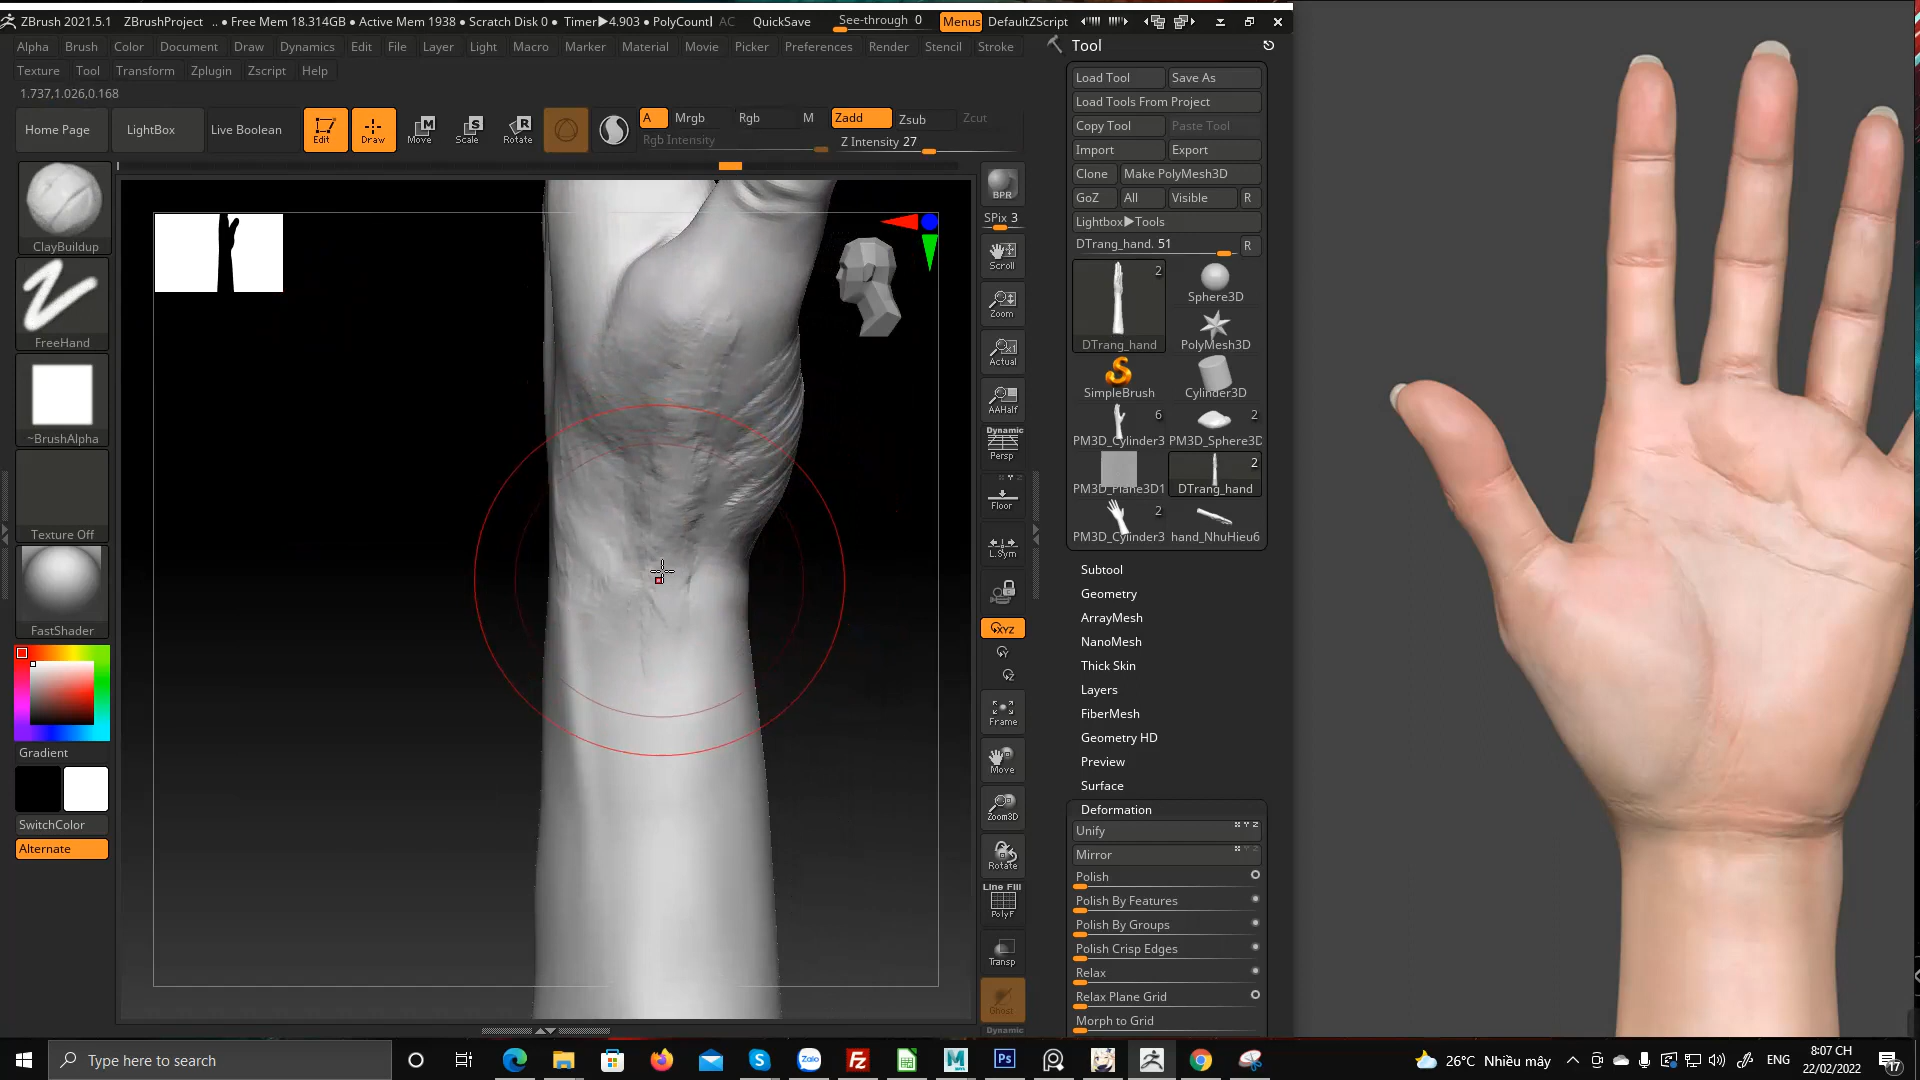 ZBrush 2021.5.1 ZBrushProject .. • Free Mem 18.314GB • Active Mem 1938 • Scratch Disk 0 • Timer▶4.903 • PolyCount AC QuickSave See-through 0 Menus DefaultZScript
Alpha Brush Color Document Draw Dynamics Edit File Layer Light Macro Marker Material Movie Picker Preferences Render Stencil Stroke
Texture Tool Transform Zplugin Zscript Help
1.737,1.026,0.168
Home Page LightBox Live Boolean Edit Draw Move Scale Rotate A Mrgb Rgb M Zadd Zsub Zcut
Rgb Intensity Z Intensity 27
ClayBuildup
FreeHand
~BrushAlpha
Texture Off
FastShader
Gradient
SwitchColor
Alternate
BPR
SPix 3
Scroll
Zoom
Actual
AAHalf
Dynamic
Persp
Floor
L.Sym
XYZ
Y
Z
Frame
Move
Zoom3D
Rotate
Line Fill
PolyF
Transp
Ghost
Dynamic
Tool
Load Tool Save As
Load Tools From Project
Copy Tool Paste Tool
Import Export
Clone Make PolyMesh3D
GoZ All Visible R
Lightbox▶Tools
DTrang_hand. 51 R
2
DTrang_hand
Sphere3D
PolyMesh3D
SimpleBrush Cylinder3D
6 2
PM3D_Cylinder3 PM3D_Sphere3D
2
PM3D_Plane3D1 DTrang_hand
2
PM3D_Cylinder3 hand_NhuHieu6
Subtool
Geometry
ArrayMesh
NanoMesh
Thick Skin
Layers
FiberMesh
Geometry HD
Preview
Surface
Deformation
Unify
Mirror
Polish
Polish By Features
Polish By Groups
Polish Crisp Edges
Relax
Relax Plane Grid
Morph to Grid
Type here to search
26°C Nhiều mây ENG
8:07 CH
22/02/2022
17